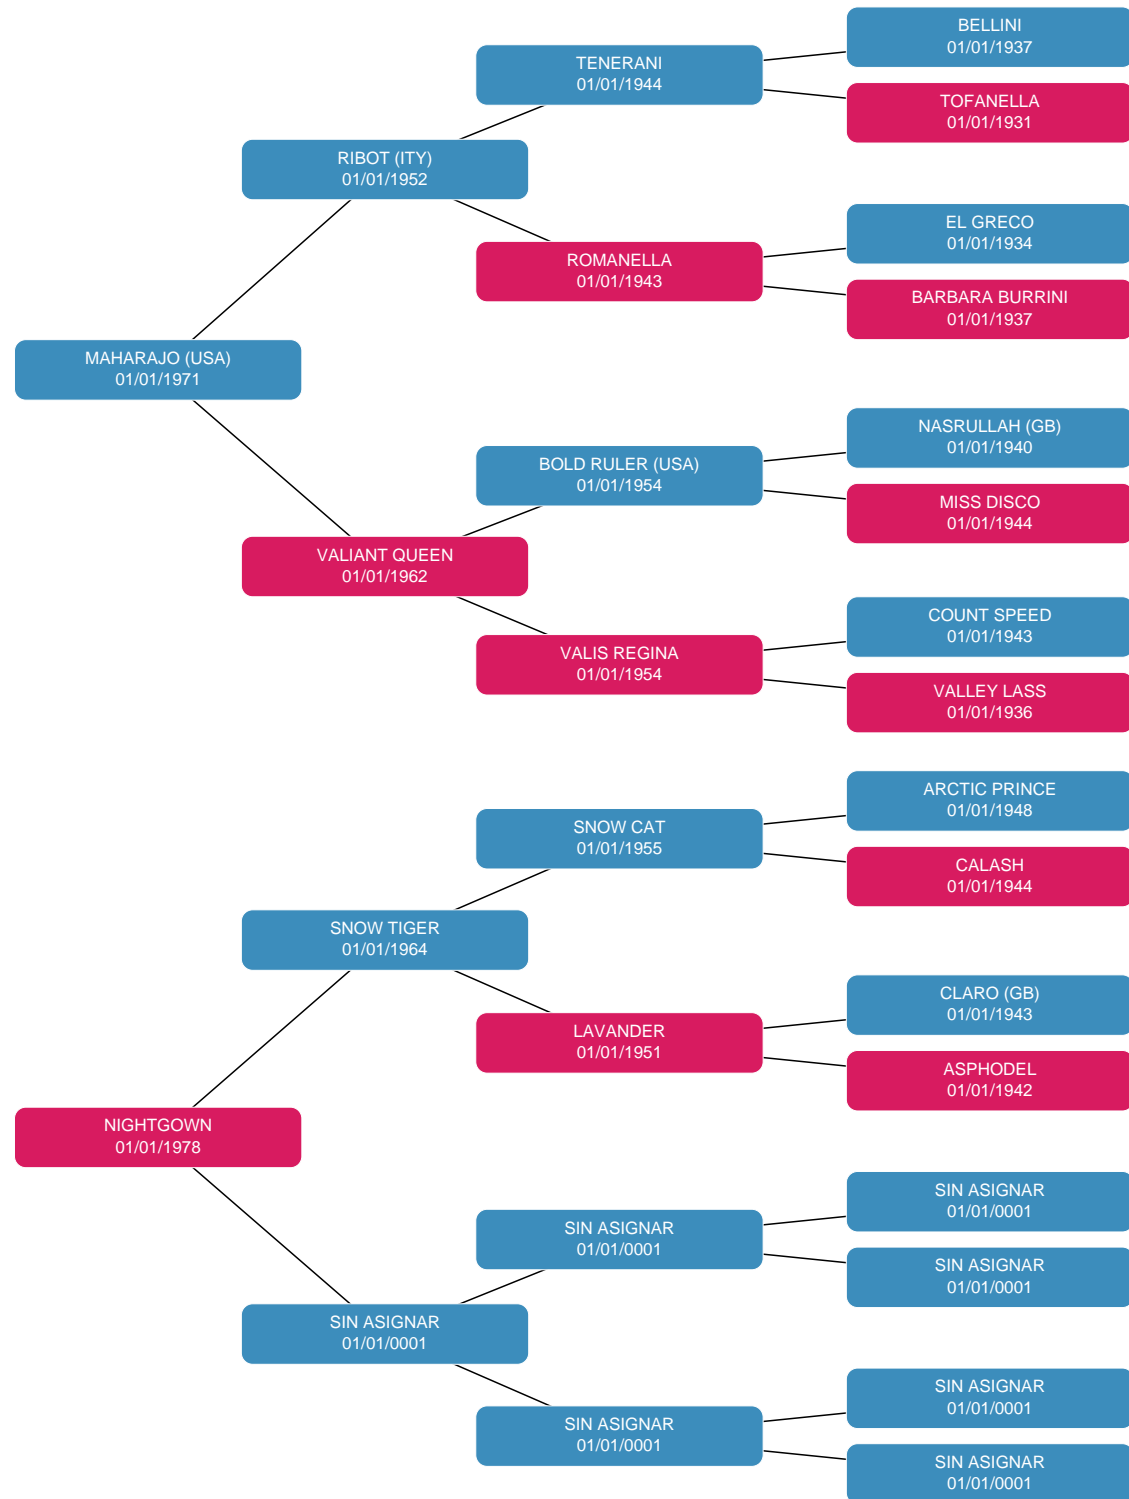 BELLINI
01/01/1937
TENERANI
01/01/1944
TOFANELLA
01/01/1931
RIBOT (ITY)
01/01/1952
EL GRECO
01/01/1934
ROMANELLA
01/01/1943
BARBARA BURRINI
01/01/1937
MAHARAJO (USA)
01/01/1971
NASRULLAH (GB)
01/01/1940
BOLD RULER (USA)
01/01/1954
MISS DISCO
01/01/1944
VALIANT QUEEN
01/01/1962
COUNT SPEED
01/01/1943
VALIS REGINA
01/01/1954
VALLEY LASS
01/01/1936
ARCTIC PRINCE
01/01/1948
SNOW CAT
01/01/1955
CALASH
01/01/1944
SNOW TIGER
01/01/1964
CLARO (GB)
01/01/1943
LAVANDER
01/01/1951
ASPHODEL
01/01/1942
NIGHTGOWN
01/01/1978
SIN ASIGNAR
01/01/0001
SIN ASIGNAR
01/01/0001
SIN ASIGNAR
01/01/0001
SIN ASIGNAR
01/01/0001
SIN ASIGNAR
01/01/0001
SIN ASIGNAR
01/01/0001
SIN ASIGNAR
01/01/0001